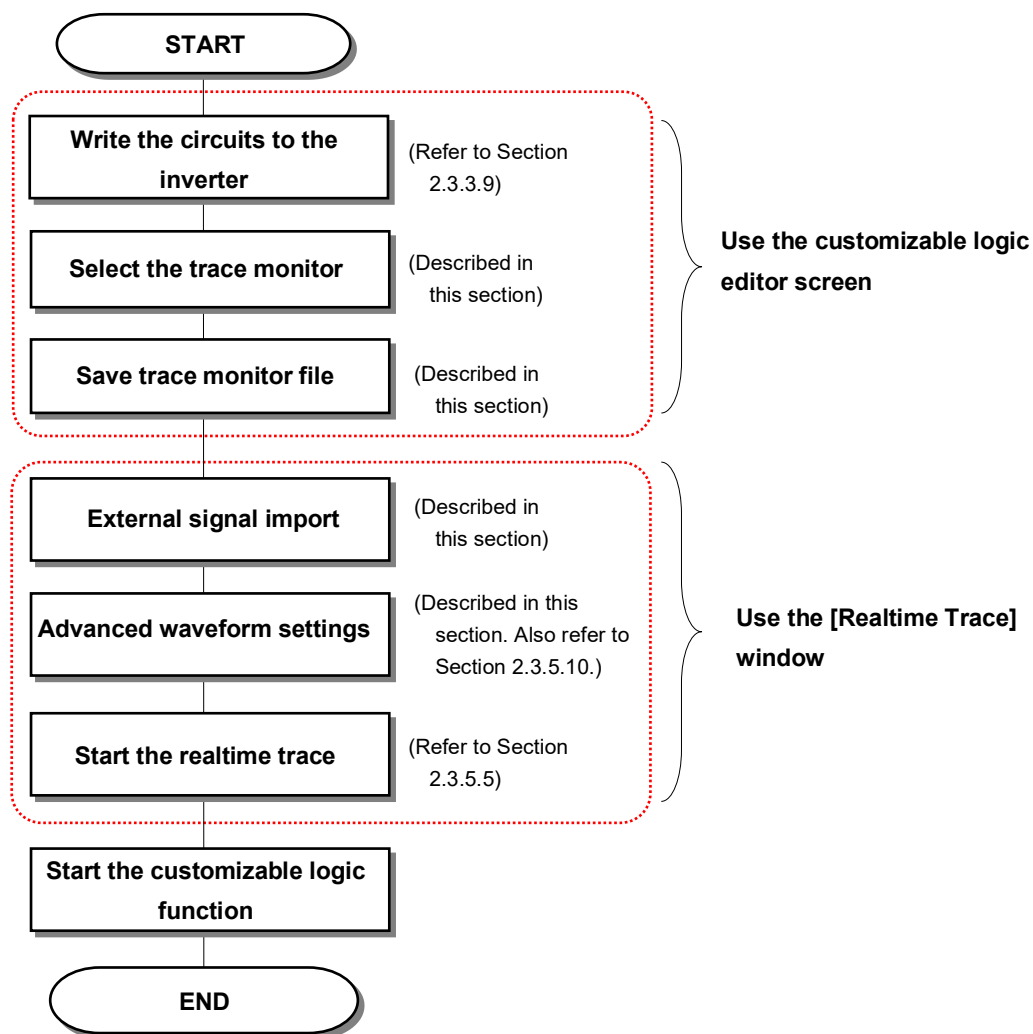 START
Write the circuits to the
inverter
(Refer to Section
2.3.3.9)
Select the trace monitor
(Described in
this section)
Save trace monitor file
(Described in
this section)
Use the customizable logic
editor screen
External signal import
(Described in
this section)
Advanced waveform settings
(Described in this
section. Also refer to
Section 2.3.5.10.)
Start the realtime trace
(Refer to Section
2.3.5.5)
Use the [Realtime Trace]
window
Start the customizable logic
function
END